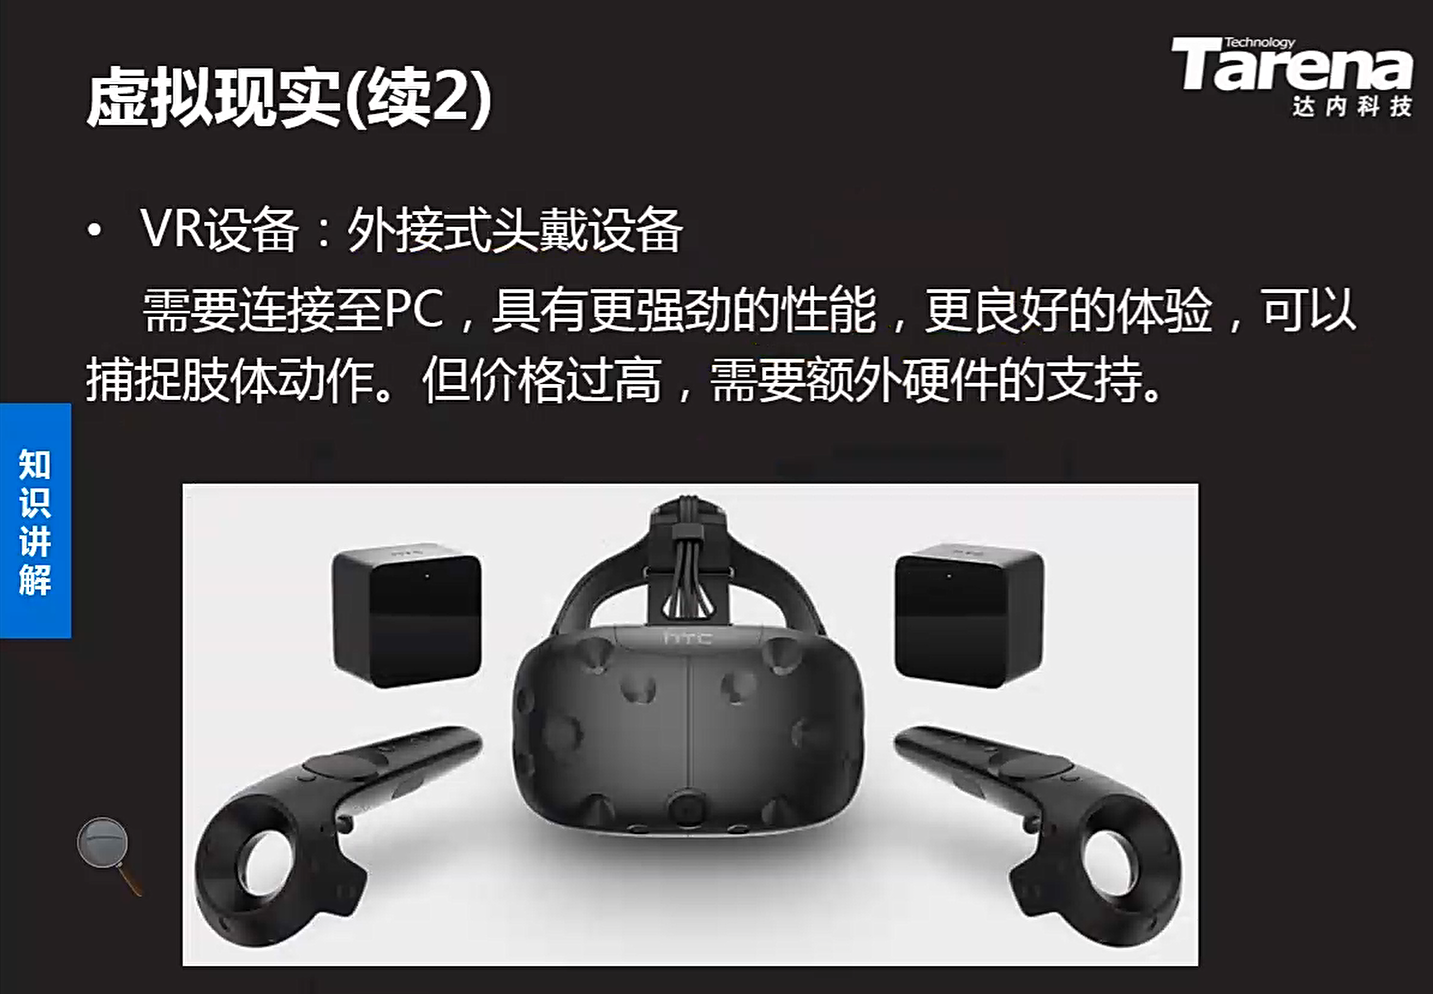 虚拟现实(续2)
Technology
Tarena
达内科技
• VR设备：外接式头戴设备
需要连接至PC，具有更强劲的性能，更良好的体验，可以
捕捉肢体动作。但价格过高，需要额外硬件的支持。
知识讲解
hTC
hTC
hTC